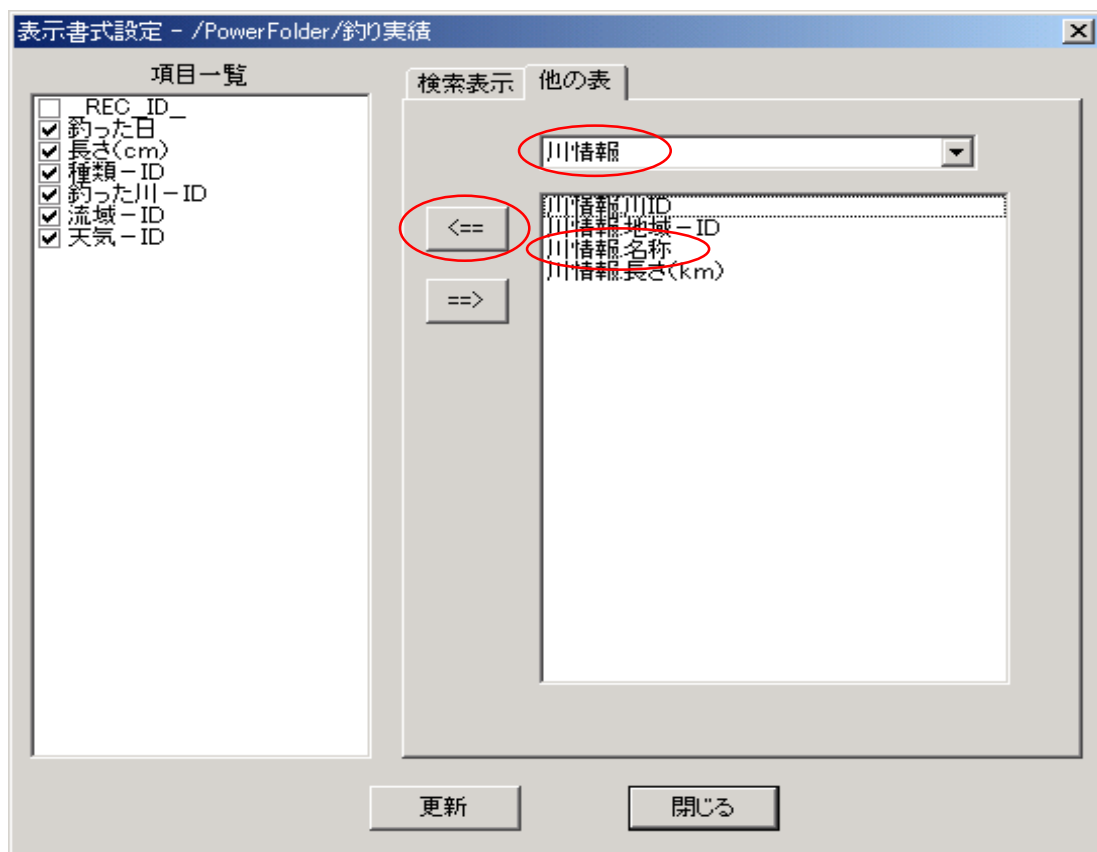 表示書式設定 - /PowerFolder/釣り実績
項目一覧
_REC_ID_
釣った日
長さ(cm)
種類-ID
釣った川-ID
流域-ID
天気-ID
検索表示
他の表
川情報
<==
==>
川情報.川ID
川情報.地域-ID
川情報.名称
川情報.長さ(km)
更新
閉じる